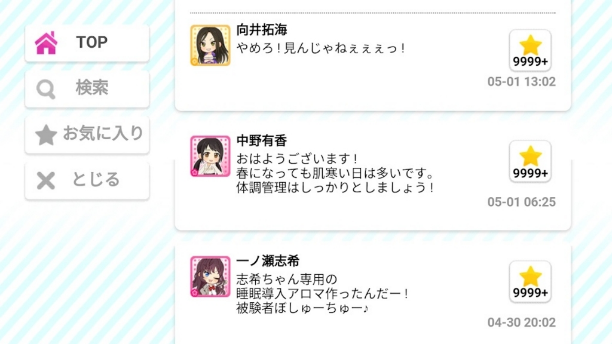 TOP
検索
お気に入り
とじる
向井拓海
やめろ!見んじゃねぇぇぇっ!
9999+
05-01 13:02
中野有香
おはようございます!
春になっても肌寒い日は多いです。
体調管理はしっかりとしましょう!
9999+
05-01 06:25
一ノ瀬志希
志希ちゃん専用の
睡眠導入アロマ作ったんだー!
被験者ぼしゅーちゅー♪
9999+
04-30 20:02